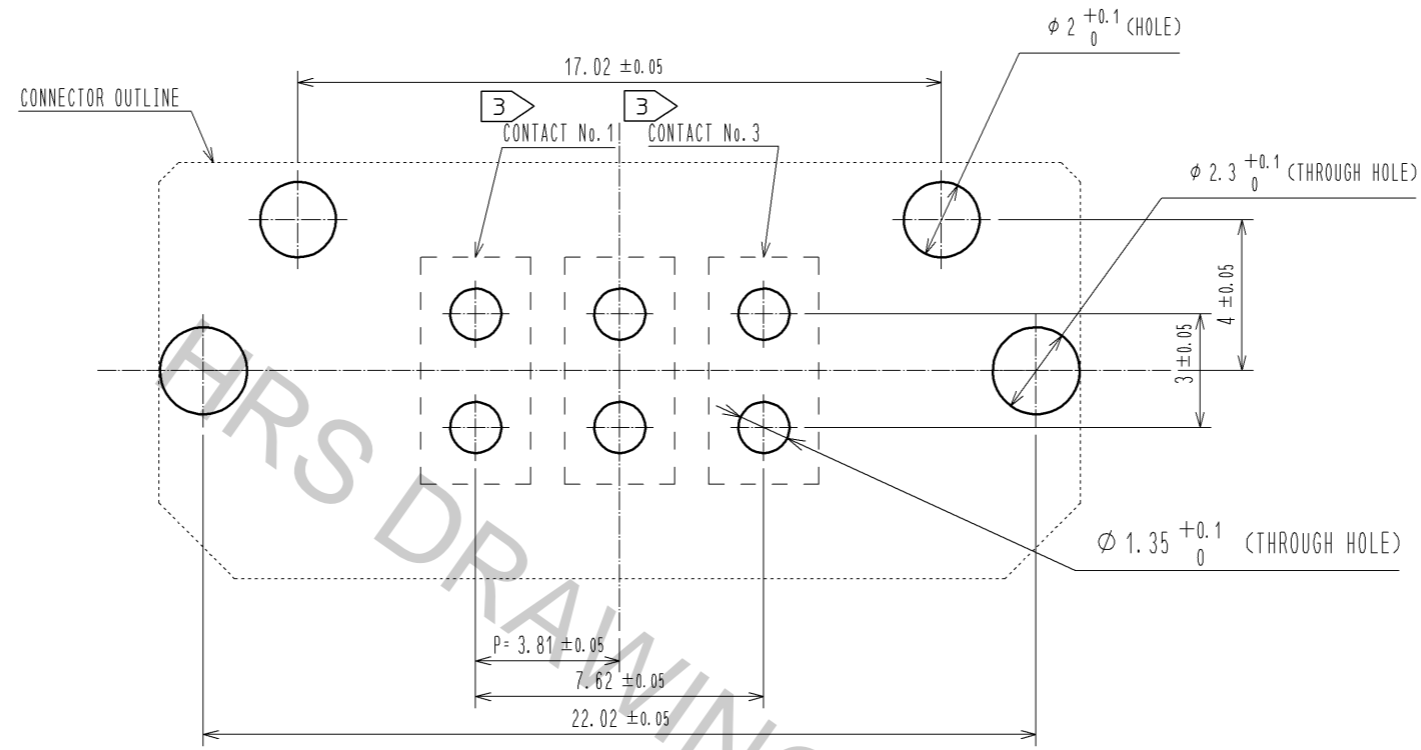 φ 2 +0.1 0 (HOLE)
17.02 ±0.05
CONNECTOR OUTLINE
3 3
CONTACT No.1 CONTACT No.3
φ 2.3 +0.1 0 (THROUGH HOLE)
4 ±0.05
3 ±0.05
φ 1.35 +0.1 0 (THROUGH HOLE)
P= 3.81 ±0.05
7.62 ±0.05
22.02 ±0.05
HRS DRAWING